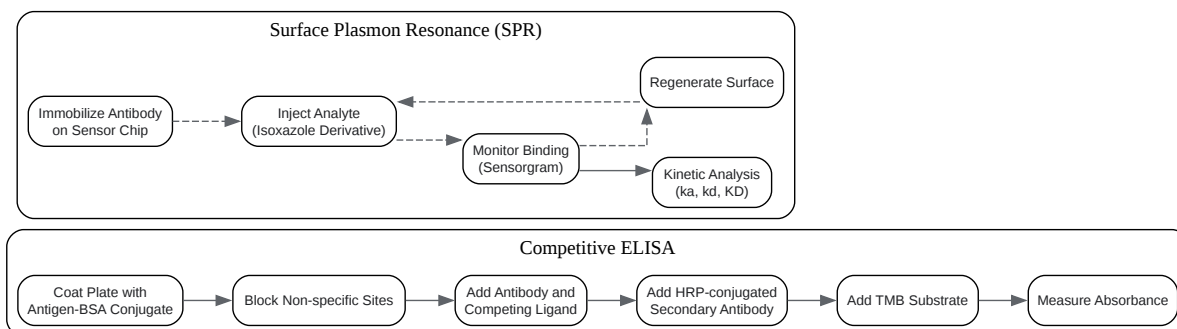 Surface Plasmon Resonance (SPR)
Regenerate Surface
Immobilize Antibody
on Sensor Chip
Inject Analyte
(Isoxazole Derivative)
Monitor Binding
(Sensorgram)
Kinetic Analysis
(ka, kd, KD)
Competitive ELISA
Coat Plate with
Antigen-BSA Conjugate
Block Non-specific Sites
Add Antibody and
Competing Ligand
Add HRP-conjugated
Secondary Antibody
Add TMB Substrate
Measure Absorbance